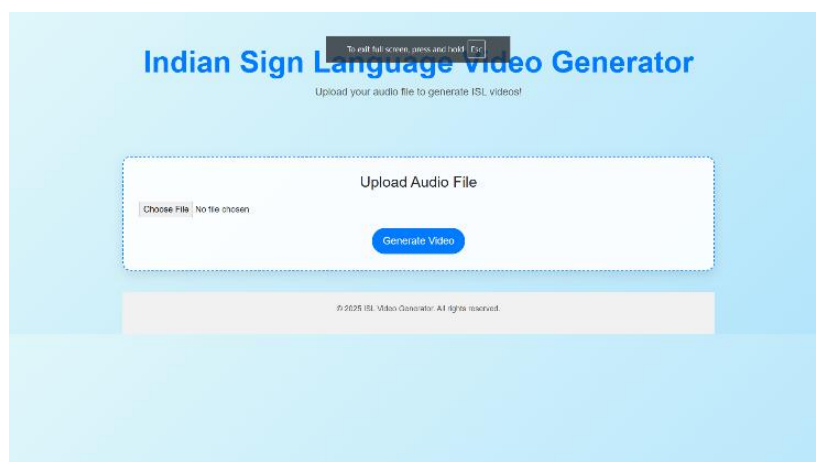 To exit full screen, press and hold Esc
Indian Sign Language Video Generator
Upload your audio file to generate ISL videos!
Upload Audio File
Choose File No file chosen
Generate Video
© 2025 ISL Video Generator. All rights reserved.